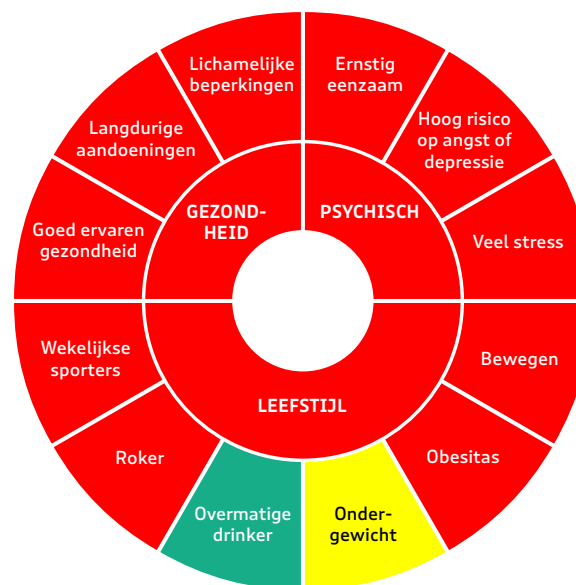 Lichamelijke
beperkingen
Ernstig
eenzaam
Hoog risico
op angst of
depressie
Langdurige
aandoeningen
GEZOND-
HEID
PSYCHISCH
Goed ervaren
gezondheid
Veel stress
Wekelijkse
sporters
Bewegen
LEEFSTIJL
Roker
Obesitas
Overmatige
drinker
Onder-
gewicht